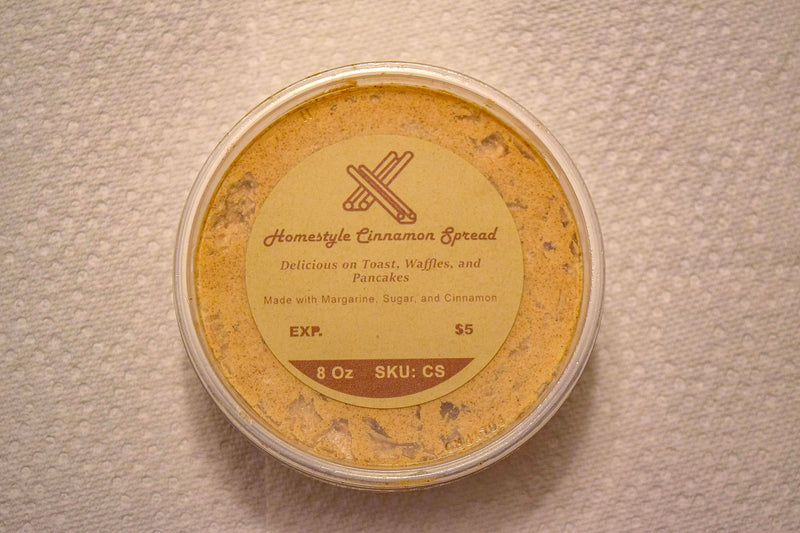 Homestyle Cinnamon Spread
Delicious on Toast, Waffles, and
Pancakes
Made with Margarine, Sugar, and Cinnamon
EXP. $5
8 Oz SKU: CS